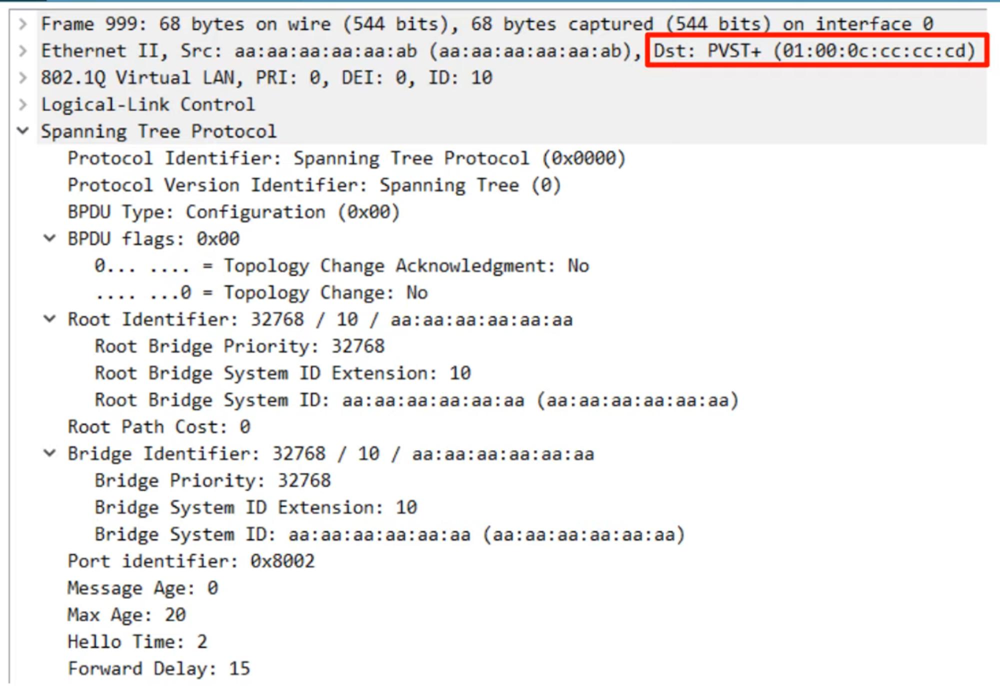 Frame 999: 68 bytes on wire (544 bits), 68 bytes captured (544 bits) on interface 0
Ethernet II, Src: aa:aa:aa:aa:aa:ab (aa:aa:aa:aa:aa:ab), Dst: PVST+ (01:00:0c:cc:cc:cd)
802.1Q Virtual LAN, PRI: 0, DEI: 0, ID: 10
Logical-Link Control
Spanning Tree Protocol
Protocol Identifier: Spanning Tree Protocol (0x0000)
Protocol Version Identifier: Spanning Tree (0)
BPDU Type: Configuration (0x00)
BPDU flags: 0x00
0... .... = Topology Change Acknowledgment: No
.... ...0 = Topology Change: No
Root Identifier: 32768 / 10 / aa:aa:aa:aa:aa:aa
Root Bridge Priority: 32768
Root Bridge System ID Extension: 10
Root Bridge System ID: aa:aa:aa:aa:aa:aa (aa:aa:aa:aa:aa:aa)
Root Path Cost: 0
Bridge Identifier: 32768 / 10 / aa:aa:aa:aa:aa:aa
Bridge Priority: 32768
Bridge System ID Extension: 10
Bridge System ID: aa:aa:aa:aa:aa:aa (aa:aa:aa:aa:aa:aa)
Port identifier: 0x8002
Message Age: 0
Max Age: 20
Hello Time: 2
Forward Delay: 15